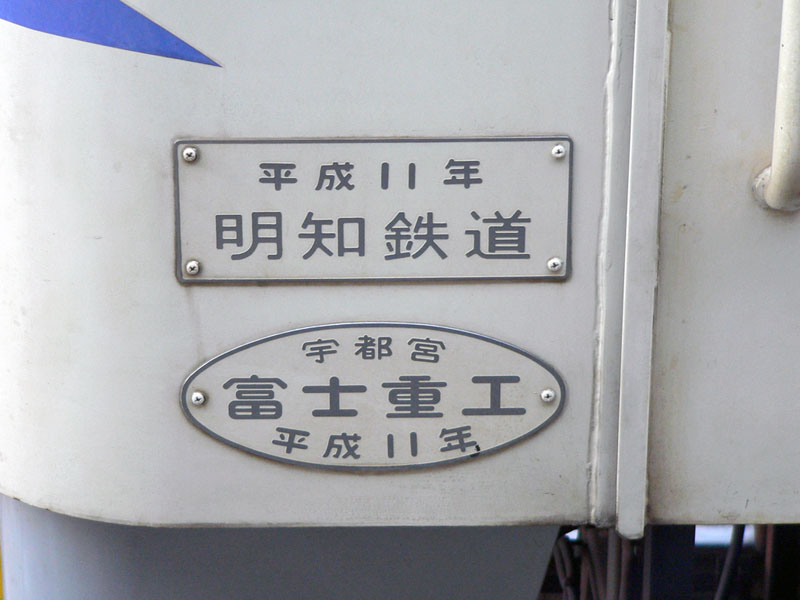 平成11年
明知鉄道
宇都宮
富士重工
平成11年